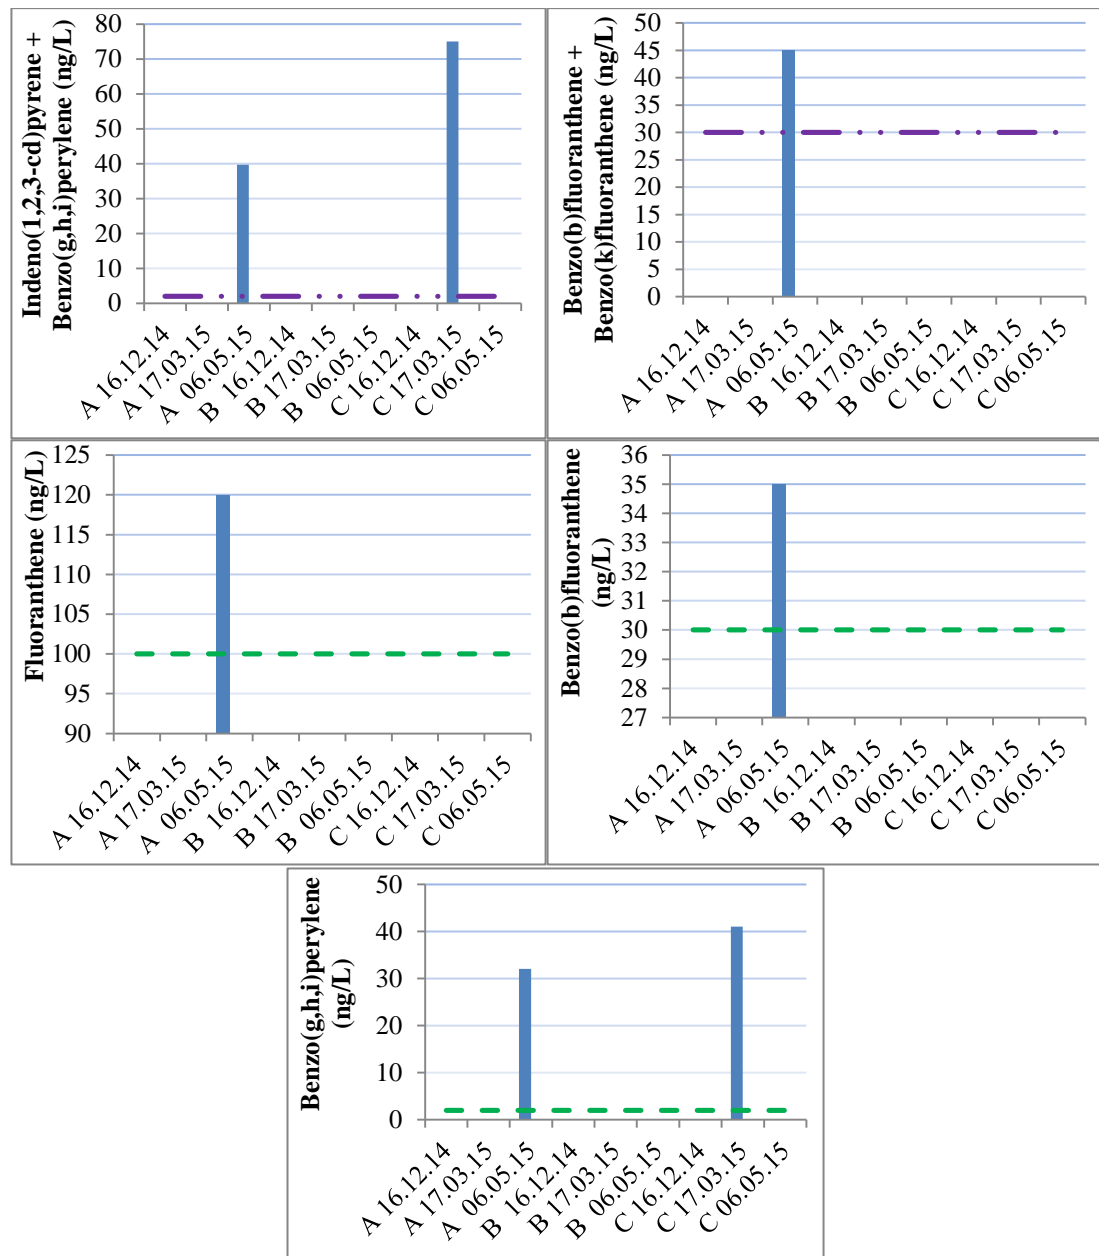 Indeno(1,2,3-cd)pyrene +
Benzo(g,h,i)perylene (ng/L)
80
70
60
50
40
30
20
10
0
A 16.12.14
A 17.03.15
A 06.05.15
B 16.12.14
B 17.03.15
B 06.05.15
C 16.12.14
C 17.03.15
C 06.05.15
Benzo(b)fluoranthene +
Benzo(k)fluoranthene (ng/L)
50
45
40
35
30
25
20
15
10
5
0
A 16.12.14
A 17.03.15
A 06.05.15
B 16.12.14
B 17.03.15
B 06.05.15
C 16.12.14
C 17.03.15
C 06.05.15
Fluoranthene (ng/L)
125
120
115
110
105
100
95
90
A 16.12.14
A 17.03.15
A 06.05.15
B 16.12.14
B 17.03.15
B 06.05.15
C 16.12.14
C 17.03.15
C 06.05.15
Benzo(b)fluoranthene
(ng/L)
36
35
34
33
32
31
30
29
28
27
A 16.12.14
A 17.03.15
A 06.05.15
B 16.12.14
B 17.03.15
B 06.05.15
C 16.12.14
C 17.03.15
C 06.05.15
Benzo(g,h,i)perylene
(ng/L)
50
40
30
20
10
0
A 16.12.14
A 17.03.15
A 06.05.15
B 16.12.14
B 17.03.15
B 06.05.15
C 16.12.14
C 17.03.15
C 06.05.15